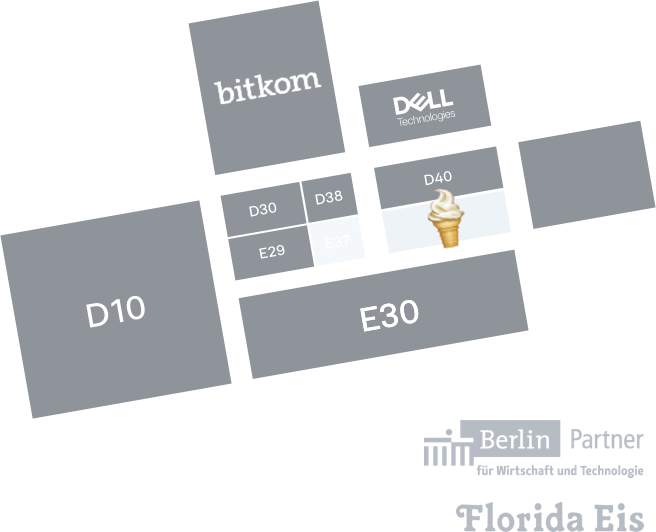 bitkom
DELL
Technologies
D40
D30
D38
E29
E37
D10
E30
Berlin Partner
für Wirtschaft und Technologie
Florida Eis